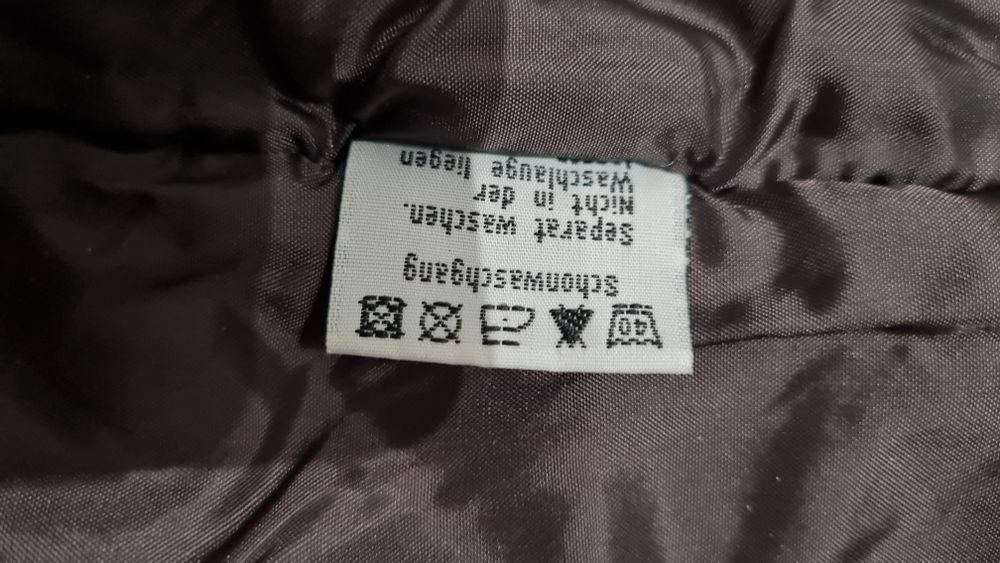 40
Schonwaschgang
Separat waschen.
Nicht in der
Waschlauge liegen